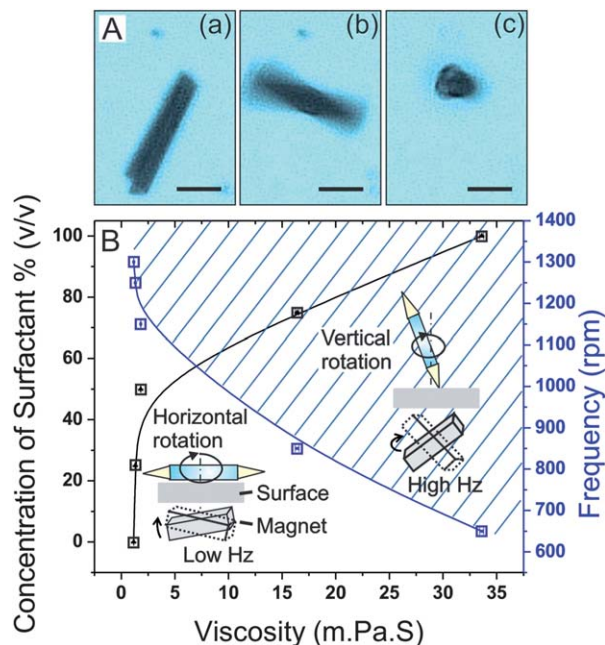 A
(a)
(b)
(c)
B
Concentration of Surfactant % (v/v)
100
80
60
40
20
0
1400
1300
1200
1100
1000
900
800
700
600
Frequency (rpm)
Vertical
rotation
High Hz
Horizontal
rotation
Surface
Magnet
Low Hz
0 5 10 15 20 25 30 35
Viscosity (m.Pa.S)